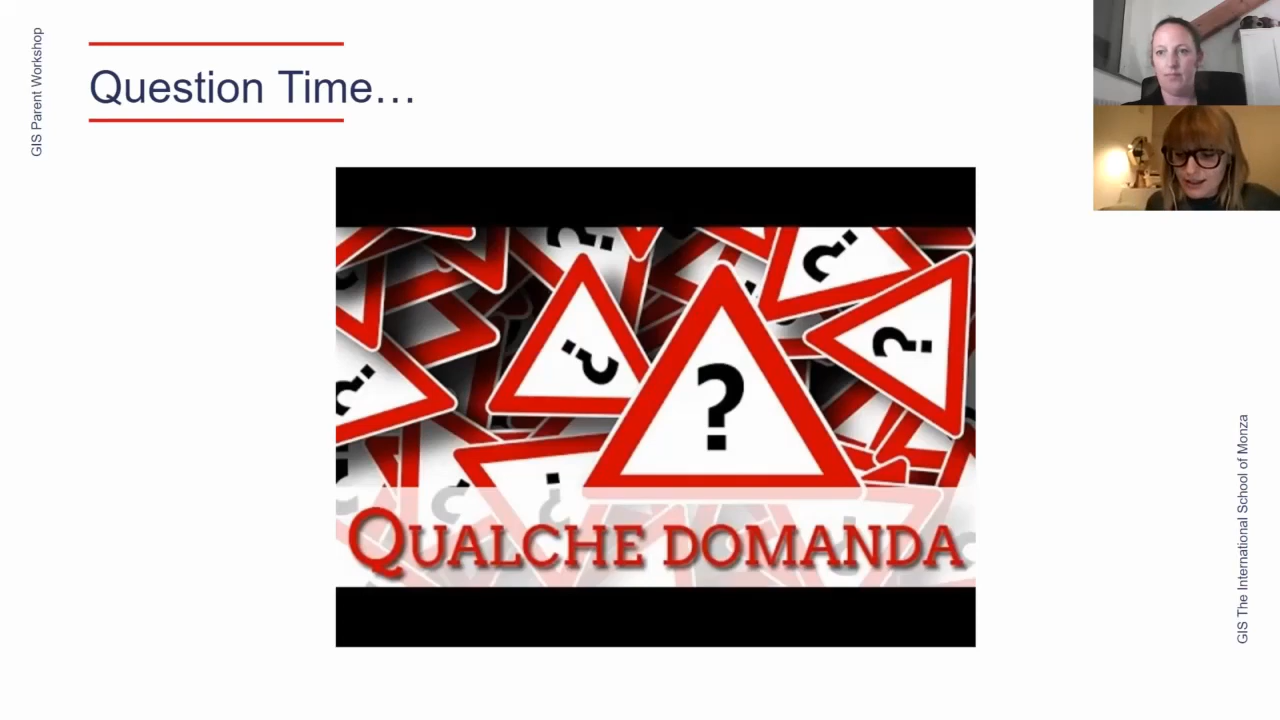 GIS Parent Workshop
Question Time…
?
?
?
?
?
?
QUALCHE DOMANDA
GIS The International School of Monza